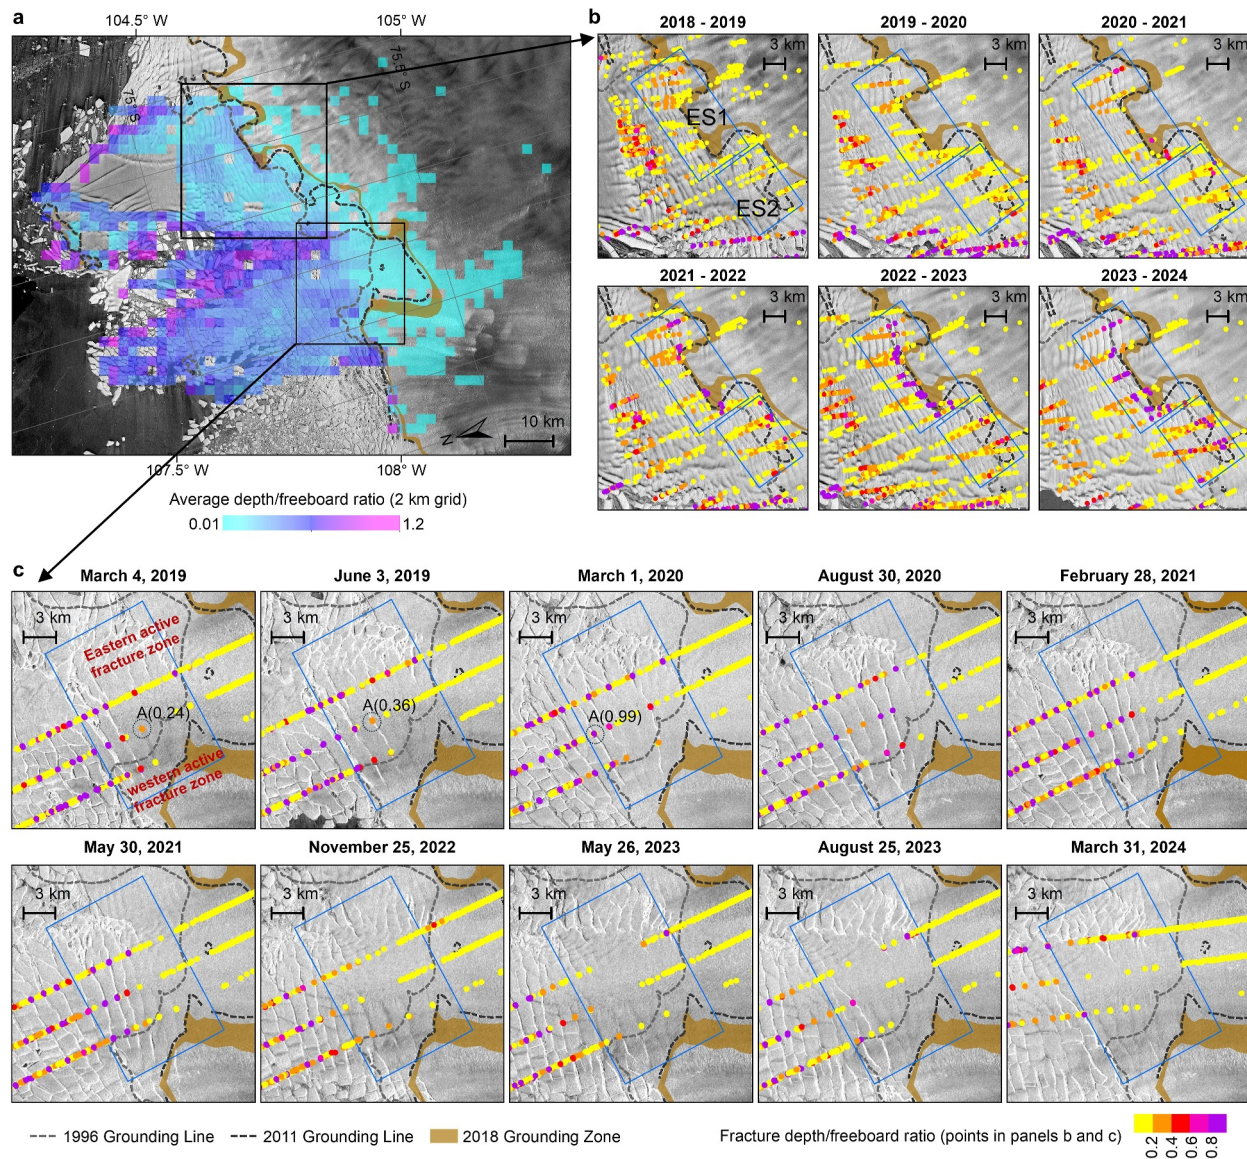 a
104.5° W
105° W
75° S
75.5° S
N
10 km
107.5° W
108° W
Average depth/freeboard ratio (2 km grid)
0.01
1.2
b
2018 - 2019
2019 - 2020
2020 - 2021
3 km
3 km
3 km
ES1
ES2
2021 - 2022
2022 - 2023
2023 - 2024
3 km
3 km
3 km
c
March 4, 2019
June 3, 2019
March 1, 2020
August 30, 2020
February 28, 2021
3 km
3 km
3 km
3 km
3 km
Eastern active
fracture zone
A(0.24)
A(0.36)
A(0.99)
western active
fracture zone
May 30, 2021
November 25, 2022
May 26, 2023
August 25, 2023
March 31, 2024
3 km
3 km
3 km
3 km
3 km
1996 Grounding Line
2011 Grounding Line
2018 Grounding Zone
Fracture depth/freeboard ratio (points in panels b and c)
0.2
0.4
0.6
0.8